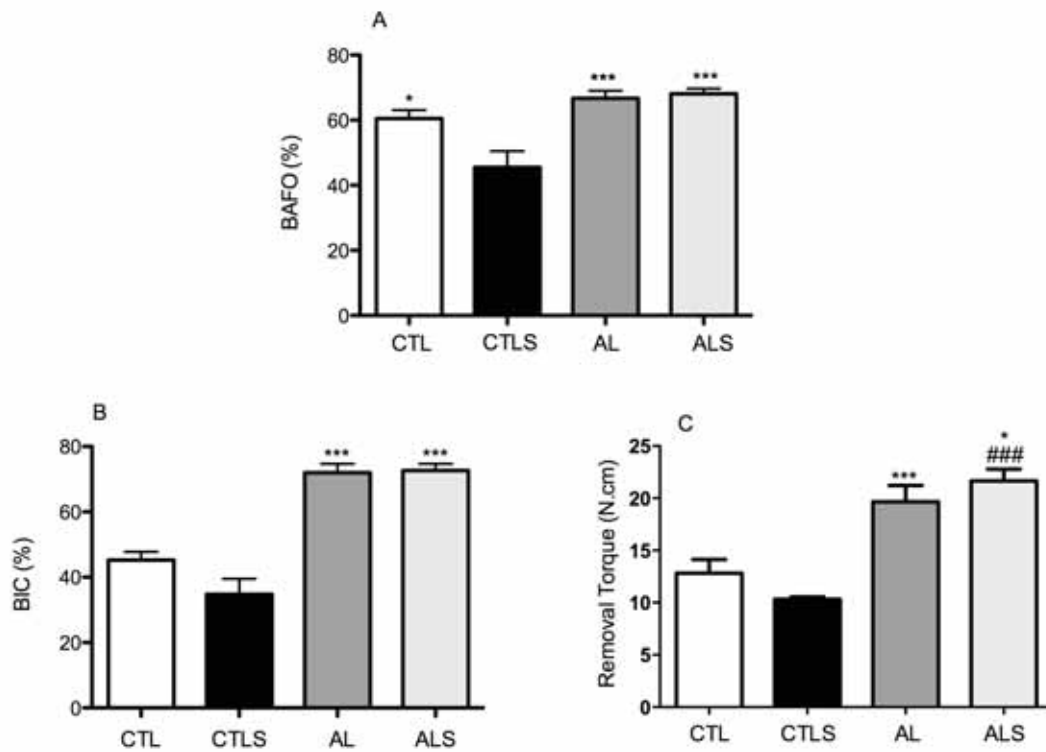 A
BAFO (%)
80
60
40
20
0
*
***
***
CTL CTLS AL ALS
B
BIC (%)
80
60
40
20
0
***
***
CTL CTLS AL ALS
C
Removal Torque (N.cm)
25
20
15
10
5
0
***
*
###
CTL CTLS AL ALS